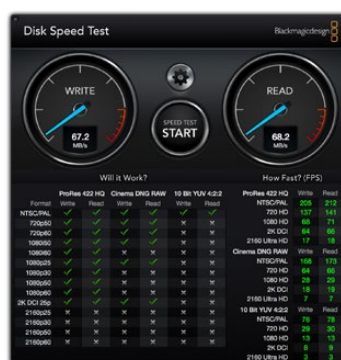 Disk Speed Test
Blackmagicdesign
WRITE
67.2
MB/s
SPEED TEST
START
READ
68.2
MB/s
Will it Work?
ProRes 422 HQ Cinema DNG RAW 10 Bit YUV 4:2:2
Format Write Read Write Read Write Read
NTSC/PAL
720p50
720p60
1080i50
1080i60
1080p25
1080p30
1080p50
1080p60
2K DCI 25p
2160p25
2160p30
2160p50
2160p60
How Fast? (FPS)
ProRes 422 HQ Write Read
NTSC/PAL 205 212
720 HD 137 141
1080 HD 68 71
2K DCI 64 66
2160 Ultra HD 17 17
Cinema DNG RAW Write Read
NTSC/PAL 168 173
720 HD 64 66
1080 HD 28 29
2K DCI 18 19
2160 Ultra HD 7 7
10 Bit YUV 4:2:2 Write Read
NTSC/PAL 76 78
720 HD 29 30
1080 HD 13 13
2K DCI 8 9
2160 Ultra HD 3 3